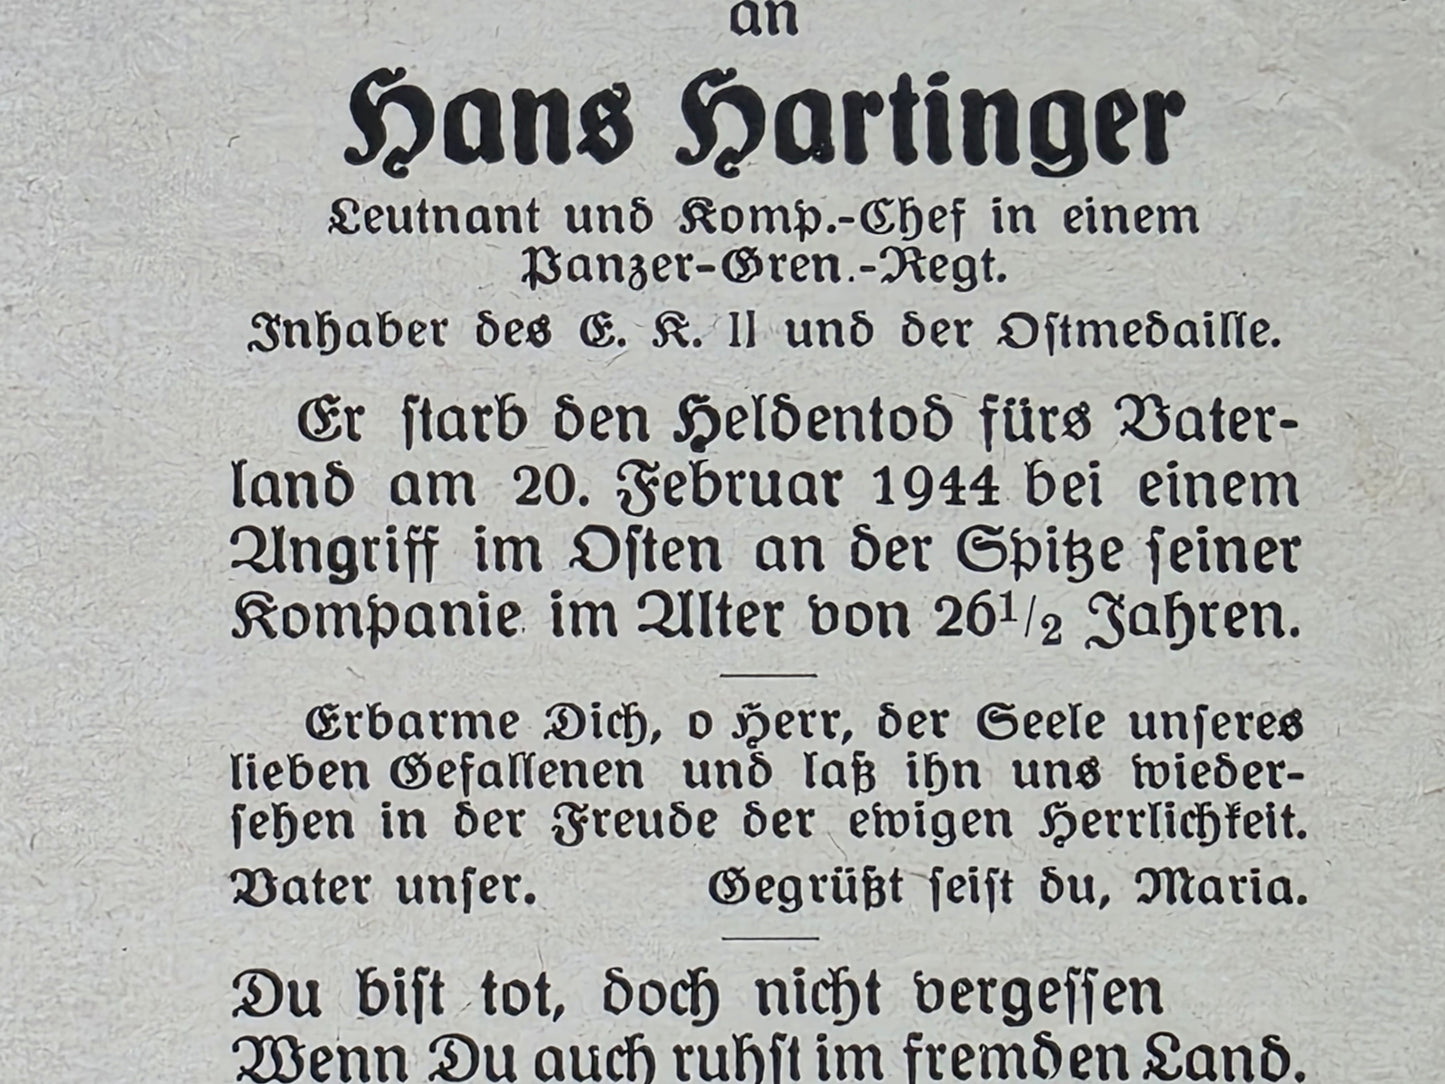 an
Hans Hartinger
Leutnant und Komp.-Chef in einem
Panzer-Gren.-Regt.
Inhaber des E. K. II und der Ostmedaille.
Er starb den Heldentod fürs Vater-
land am 20. Februar 1944 bei einem
Angriff im Osten an der Spitze seiner
Kompanie im Alter von 26 1/2 Jahren.
Erbarme Dich, o Herr, der Seele unseres
lieben Gefallenen und laß ihn uns wieder-
sehen in der Freude der ewigen Herrlichkeit.
Vater unser. Gegrüßt seist du, Maria.
Du bist tot, doch nicht vergessen
Wenn Du auch ruhst im fremden Land.